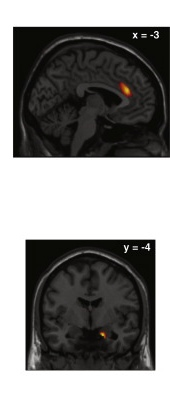 x = -3
y = -4